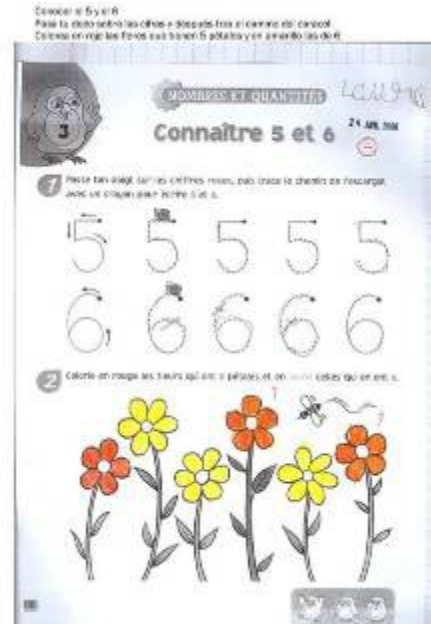 Conocer el 5 y el 6
Pasa tu dedo sobre las cifras y después traza el camino del caracol
Colorea en rojo las flores que tienen 5 pétalos y en amarillo las de 6
NOMBRES ET QUANTITÉS
3
Connaître 5 et 6
24
1 Passe ton doigt sur les chiffres roses, puis trace le chemin de l'escargot
avec un crayon pour écrire 5 et 6.
5 5 5 5 5
6 6 6 6 6
2 Colorie en rouge les fleurs qui ont 5 pétales et en celles qui en ont 6.